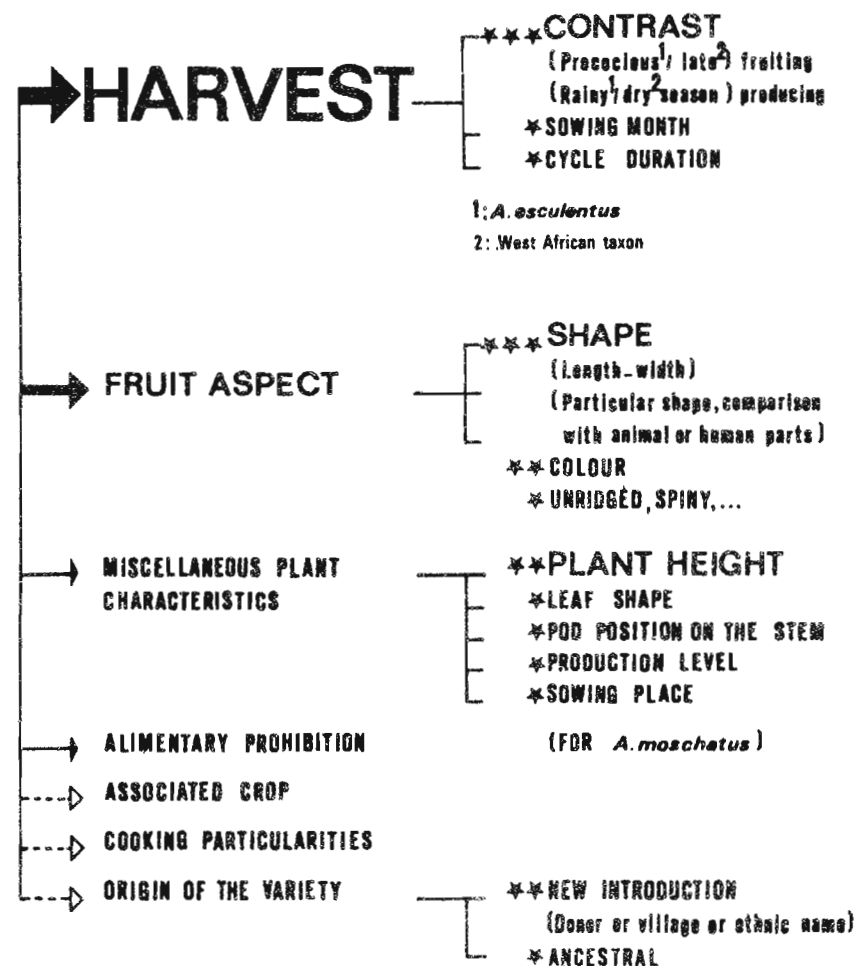 HARVEST
***CONTRAST
(Precocious1/ late2) fruiting
(Rainy1/dry2season) producing
*SOWING MONTH
*CYCLE DURATION
1: A. esculentus
2: West African taxon
FRUIT ASPECT
***SHAPE
(Length-width)
(Particular shape, comparison
with animal or human parts)
**COLOUR
*UNRIDGED, SPINY,...
MISCELLANEOUS PLANT
CHARACTERISTICS
**PLANT HEIGHT
*LEAF SHAPE
*POD POSITION ON THE STEM
*PRODUCTION LEVEL
*SOWING PLACE
ALIMENTARY PROHIBITION
(FOR A. moschatus)
ASSOCIATED CROP
COOKING PARTICULARITIES
ORIGIN OF THE VARIETY
**NEW INTRODUCTION
(Donor or village or ethnic name)
*ANCESTRAL